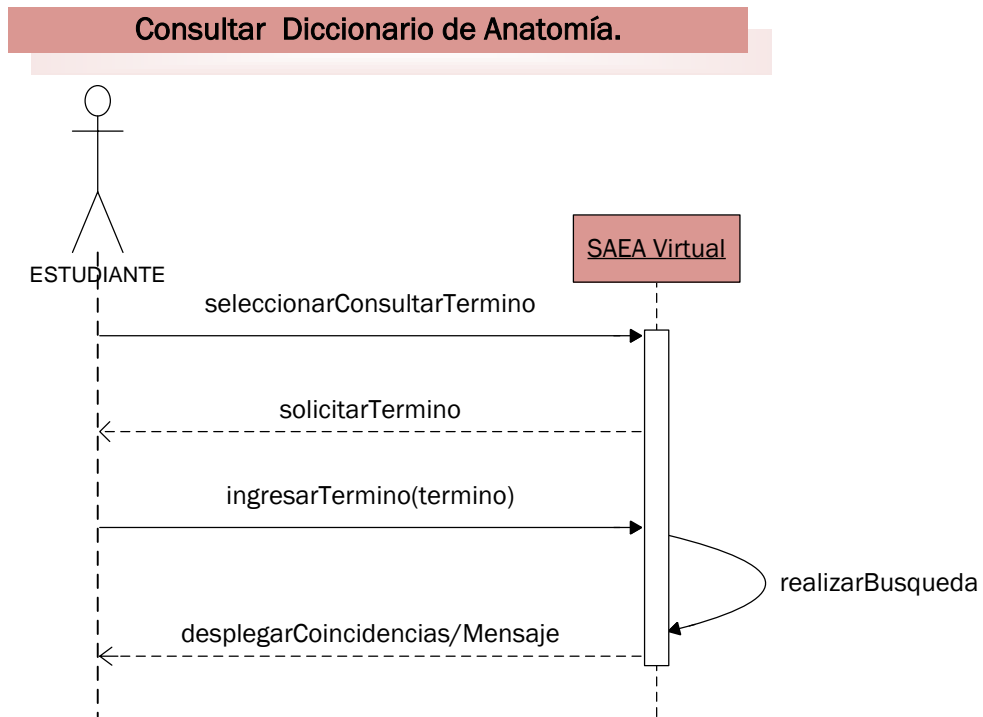 Consultar  Diccionario de Anatomía.
SAEA Virtual
ESTUDIANTE
seleccionarConsultarTermino
solicitarTermino
ingresarTermino(termino)
realizarBusqueda
desplegarCoincidencias/Mensaje